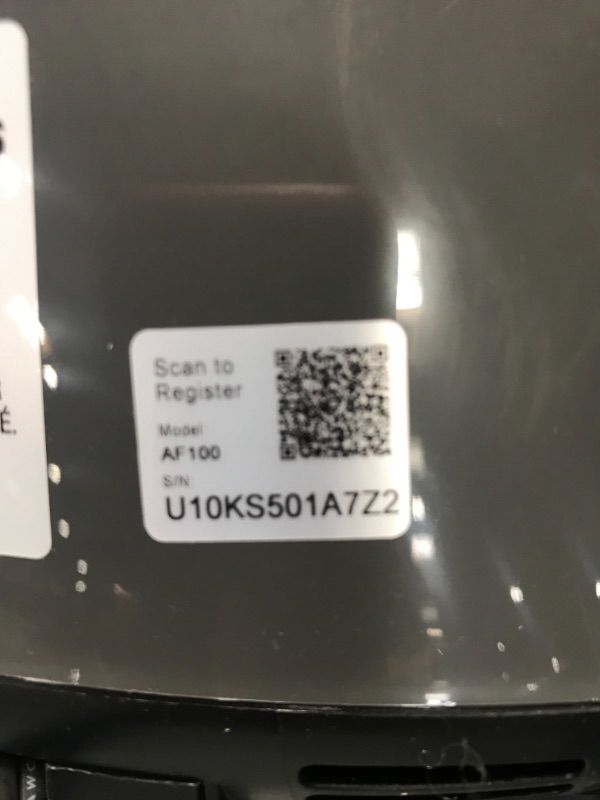 Scan to
Register
Model
AF100
S/N
U10KS501A7Z2
É.